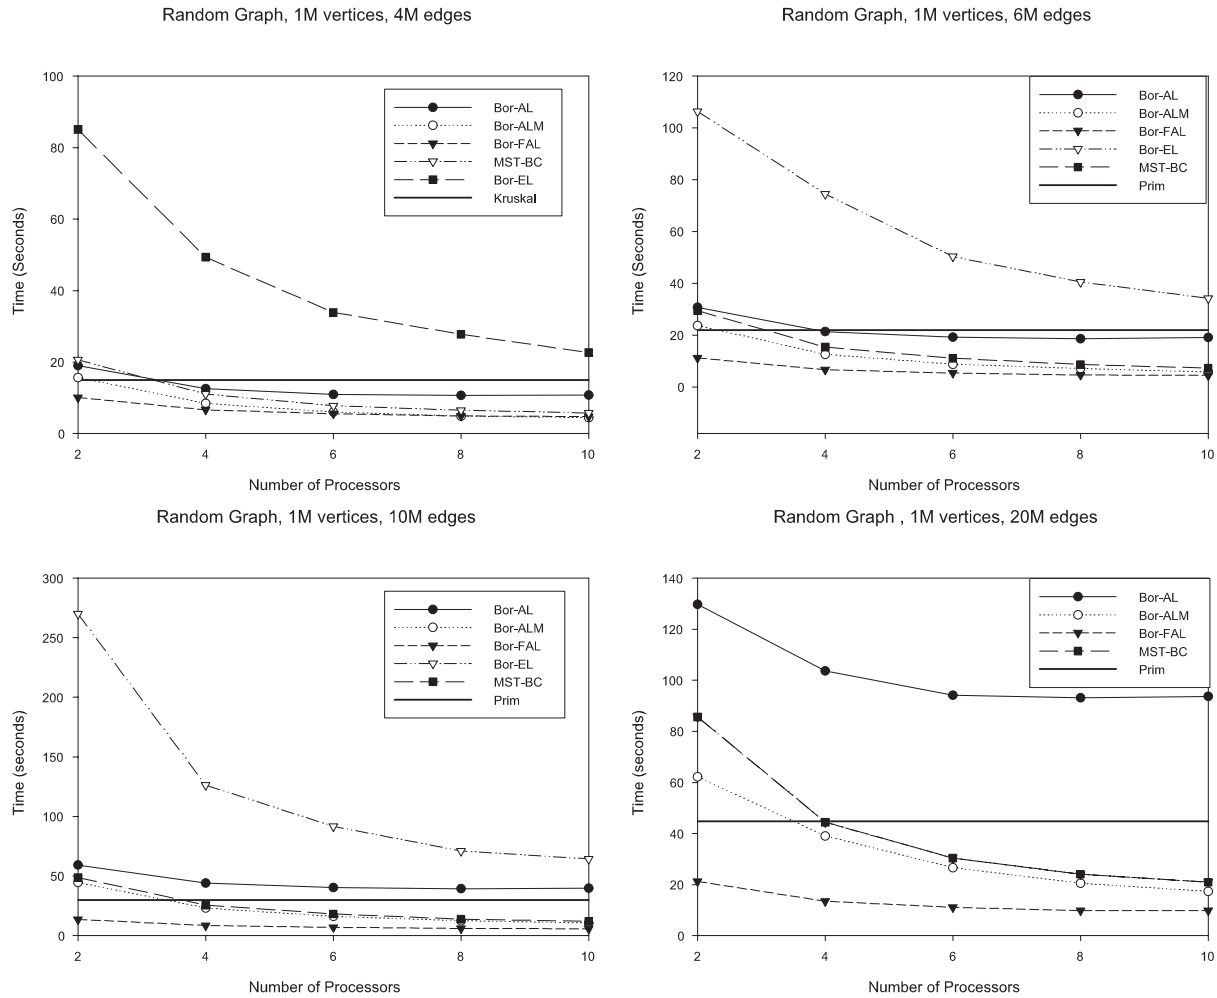 Random Graph, 1M vertices, 4M edges
100
80
60
40
20
0
Time (Seconds)
Bor-AL
Bor-ALM
Bor-FAL
MST-BC
Bor-EL
Kruskal
2 4 6 8 10
Number of Processors
Random Graph , 1M vertices, 6M edges
120
100
80
60
40
20
0
Time (Seconds)
Bor-AL
Bor-ALM
Bor-FAL
Bor-EL
MST-BC
Prim
2 4 6 8 10
Number of Processors
Random Graph, 1M vertices, 10M edges
300
250
200
150
100
50
0
Time (seconds)
Bor-AL
Bor-ALM
Bor-FAL
Bor-EL
MST-BC
Prim
2 4 6 8 10
Number of Processors
Random Graph , 1M vertices, 20M edges
140
120
100
80
60
40
20
0
Time (seconds)
Bor-AL
Bor-ALM
Bor-FAL
MST-BC
Prim
2 4 6 8 10
Number of Processors